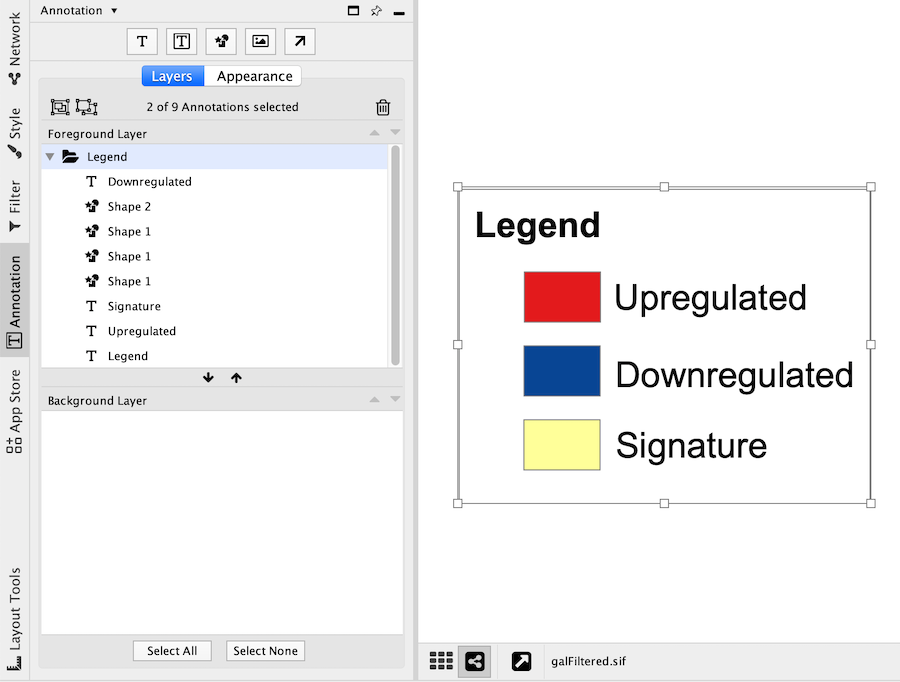 Annotation ▼
Network
Style
Filter
Annotation
App Store
Layout Tools
Layers
Appearance
2 of 9 Annotations selected
Foreground Layer
Legend
Downregulated
Shape 2
Shape 1
Shape 1
Shape 1
Signature
Upregulated
Legend
Background Layer
Select All
Select None
Legend
Upregulated
Downregulated
Signature
galFiltered.sif